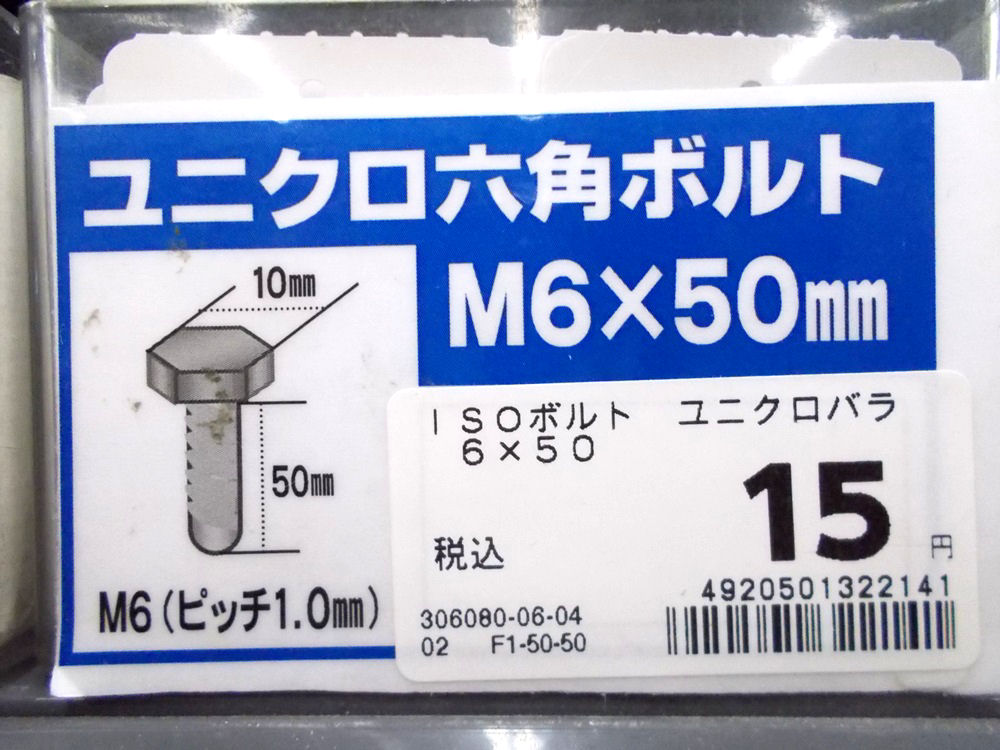 ユニクロ六角ボルト
M6×50mm
10mm
50mm
M6(ピッチ1.0mm)
ISOボルト ユニクロバラ
6×50
15円
税込
4920501322141
306080-06-04
02 F1-50-50